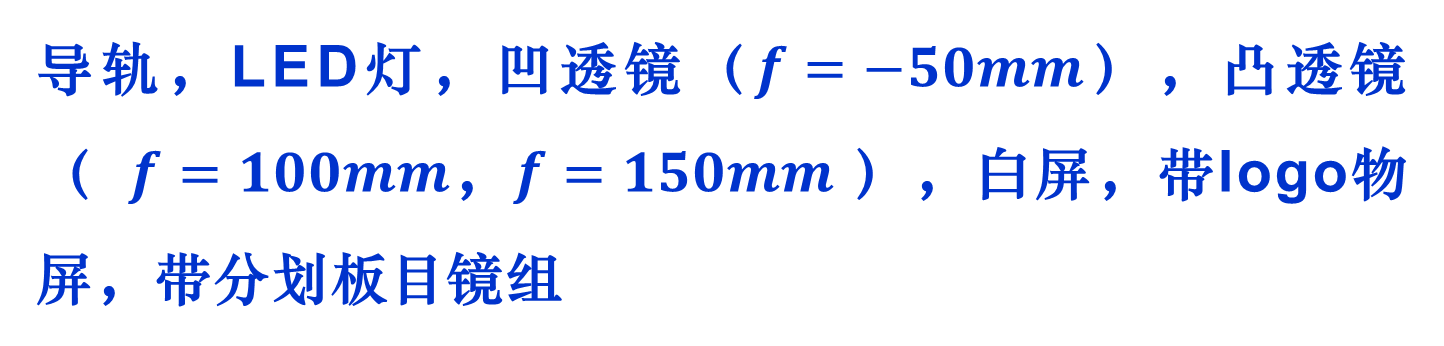 导轨，LED灯，凹透镜（f = −50mm），凸透镜
（ f = 100mm，f = 150mm ），白屏，带logo物
屏，带分划板目镜组